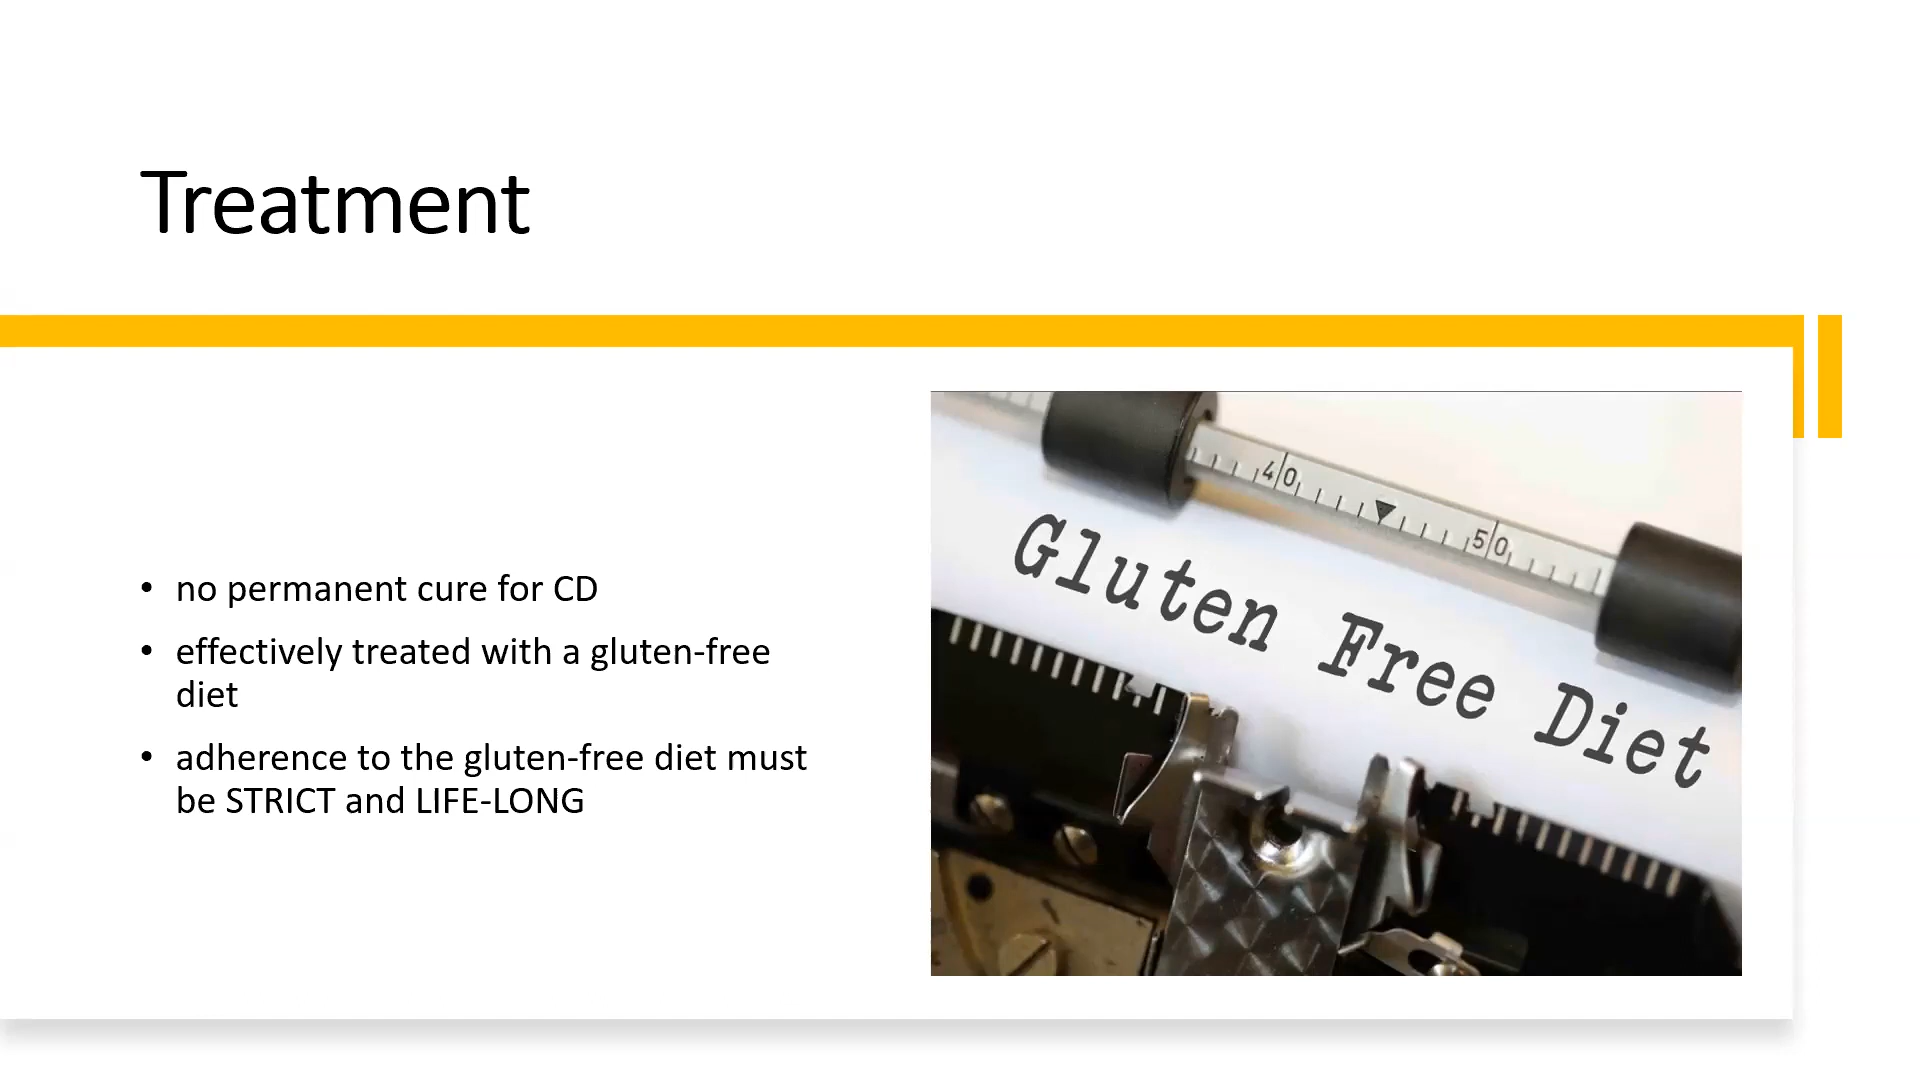 Treatment
• no permanent cure for CD
• effectively treated with a gluten-free
diet
• adherence to the gluten-free diet must
be STRICT and LIFE-LONG
40
50
Gluten Free Diet